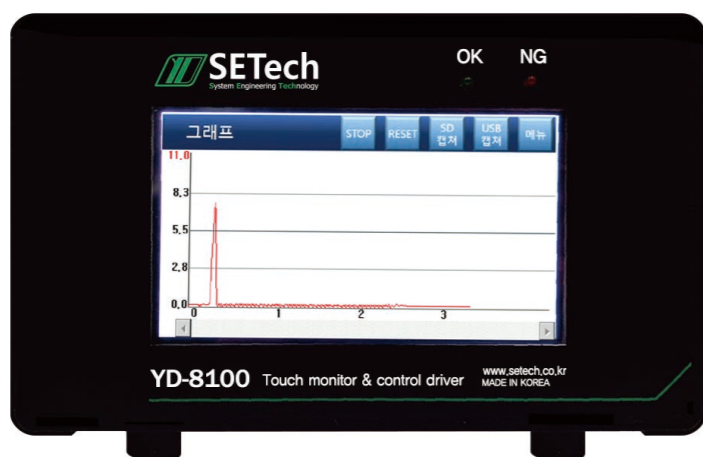 SETech
System Engineering Technology
OK NG
그래프 STOP RESET SD 캡쳐 USB 캡쳐 메뉴
11.0
8.3
5.5
2.8
0.0
0 1 2 3
YD-8100 Touch monitor & control driver www.setech.co.kr
MADE IN KOREA